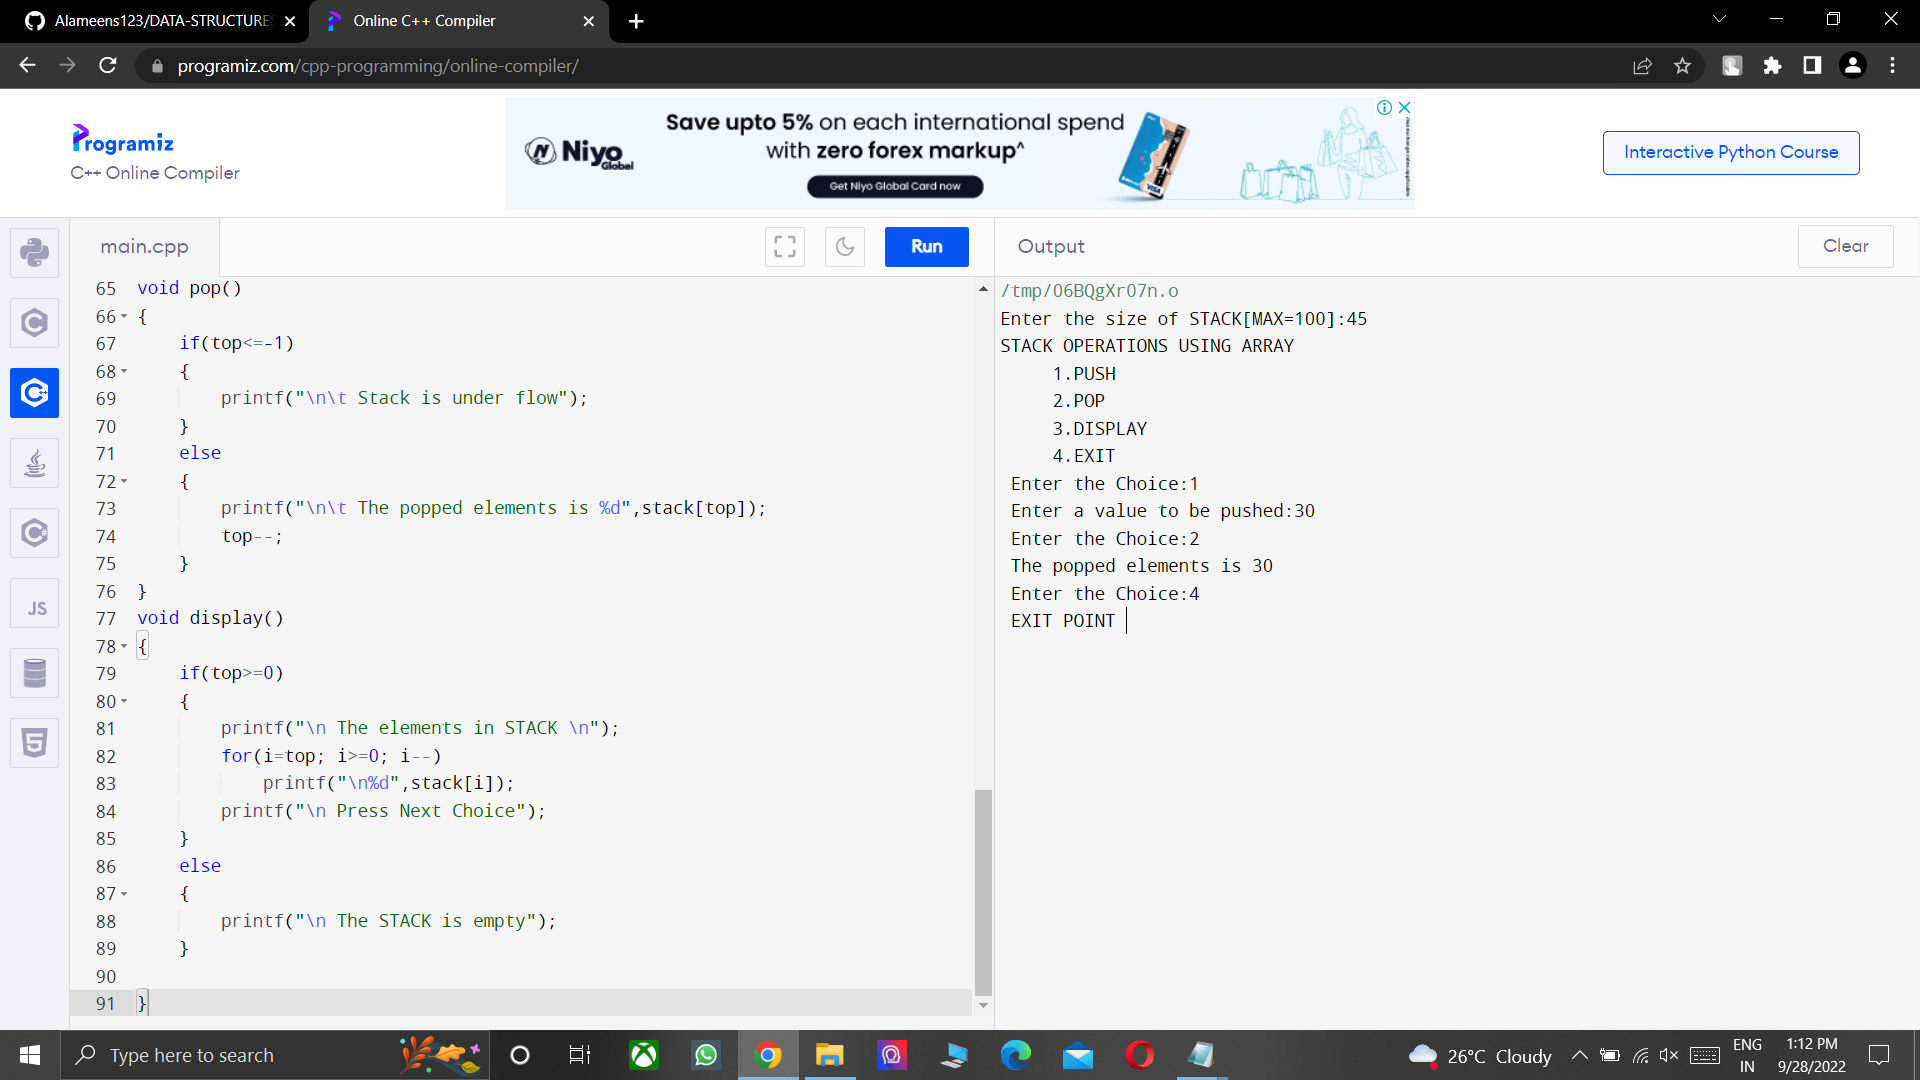 Alameens123/DATA-STRUCTURES
Online C++ Compiler
programiz.com/cpp-programming/online-compiler/
Programiz
C++ Online Compiler
Niyo
Global
Save upto 5% on each international spend
with zero forex markup^
Get Niyo Global Card now
VISA
Interactive Python Course
main.cpp
Run
Output
Clear
JS
65 void pop()
66 {
67     if(top<=-1)
68     {
69         printf("\n\t Stack is under flow");
70     }
71     else
72     {
73         printf("\n\t The popped elements is %d",stack[top]);
74         top--;
75     }
76 }
77 void display()
78 {
79     if(top>=0)
80     {
81         printf("\n The elements in STACK \n");
82         for(i=top; i>=0; i--)
83             printf("\n%d",stack[i]);
84         printf("\n Press Next Choice");
85     }
86     else
87     {
88         printf("\n The STACK is empty");
89     }
90
91 }
/tmp/06BQgXr07n.o
Enter the size of STACK[MAX=100]:45
STACK OPERATIONS USING ARRAY
1.PUSH
2.POP
3.DISPLAY
4.EXIT
Enter the Choice:1
Enter a value to be pushed:30
Enter the Choice:2
The popped elements is 30
Enter the Choice:4
EXIT POINT
Type here to search
26°C Cloudy
ENG
IN
1:12 PM
9/28/2022